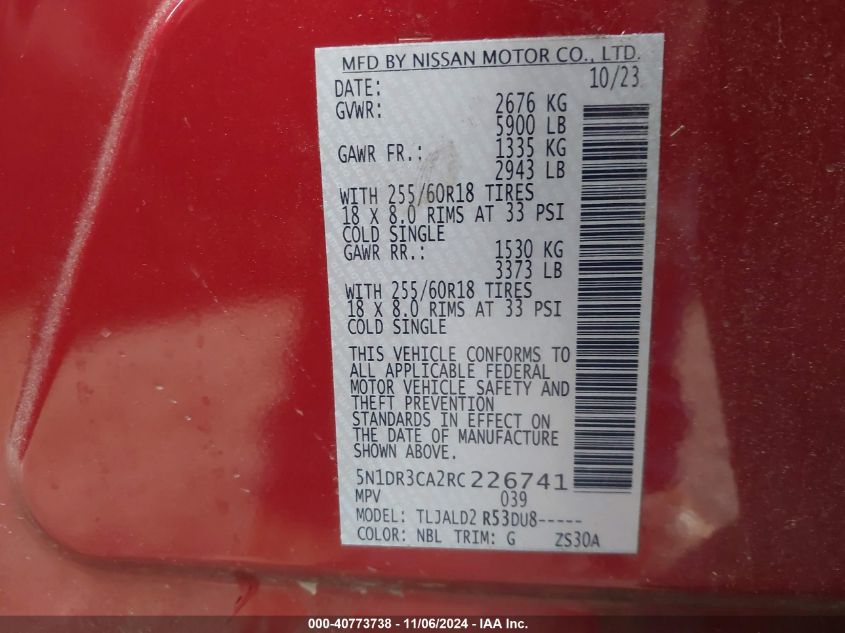 MFD BY NISSAN MOTOR CO., LTD.
DATE: 10/23
GVWR: 2676 KG
5900 LB
GAWR FR.: 1335 KG
2943 LB
WITH 255/60R18 TIRES
18 X 8.0 RIMS AT 33 PSI
COLD SINGLE
GAWR RR.: 1530 KG
3373 LB
WITH 255/60R18 TIRES
18 X 8.0 RIMS AT 33 PSI
COLD SINGLE
THIS VEHICLE CONFORMS TO
ALL APPLICABLE FEDERAL
MOTOR VEHICLE SAFETY AND
THEFT PREVENTION
STANDARDS IN EFFECT ON
THE DATE OF MANUFACTURE
SHOWN ABOVE.
5N1DR3CA2RC226741
MPV 039
MODEL: TLJALD2 R53DU8-----
COLOR: NBL TRIM: G ZS30A
000-40773738 - 11/06/2024 - IAA Inc.